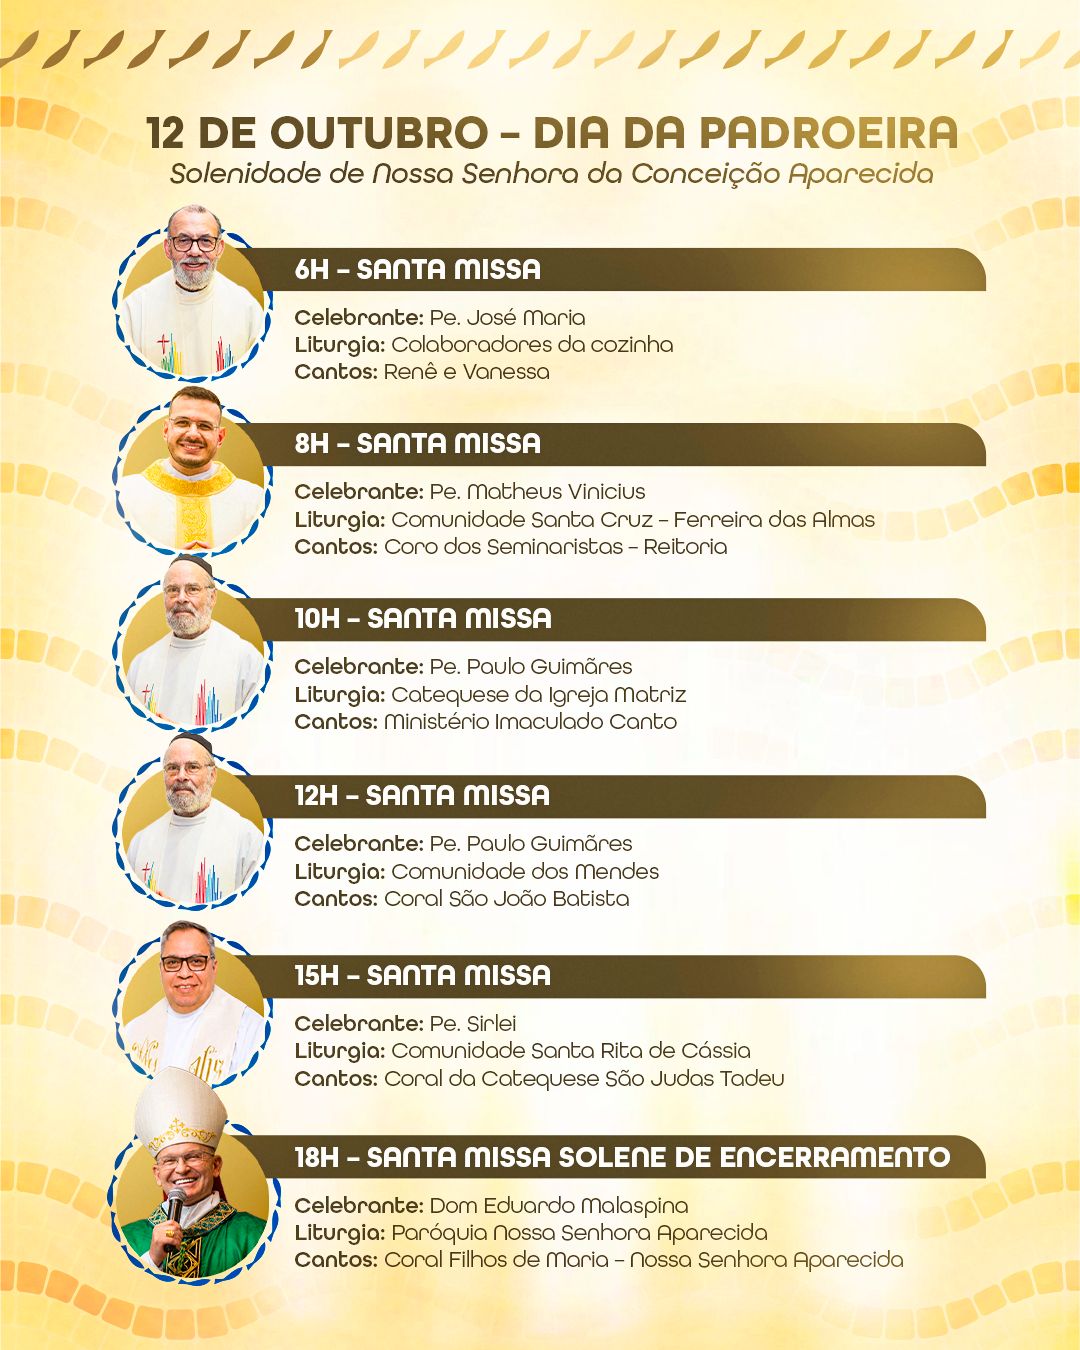 12 DE OUTUBRO – DIA DA PADROEIRA
Solenidade de Nossa Senhora da Conceição Aparecida
6H – SANTA MISSA
Celebrante: Pe. José Maria
Liturgia: Colaboradores da cozinha
Cantos: Renê e Vanessa
8H – SANTA MISSA
Celebrante: Pe. Matheus Vinicius
Liturgia: Comunidade Santa Cruz – Ferreira das Almas
Cantos: Coro dos Seminaristas – Reitoria
10H – SANTA MISSA
Celebrante: Pe. Paulo Guimãres
Liturgia: Catequese da Igreja Matriz
Cantos: Ministério Imaculado Canto
12H – SANTA MISSA
Celebrante: Pe. Paulo Guimãres
Liturgia: Comunidade dos Mendes
Cantos: Coral São João Batista
15H – SANTA MISSA
Celebrante: Pe. Sirlei
Liturgia: Comunidade Santa Rita de Cássia
Cantos: Coral da Catequese São Judas Tadeu
18H – SANTA MISSA SOLENE DE ENCERRAMENTO
Celebrante: Dom Eduardo Malaspina
Liturgia: Paróquia Nossa Senhora Aparecida
Cantos: Coral Filhos de Maria – Nossa Senhora Aparecida